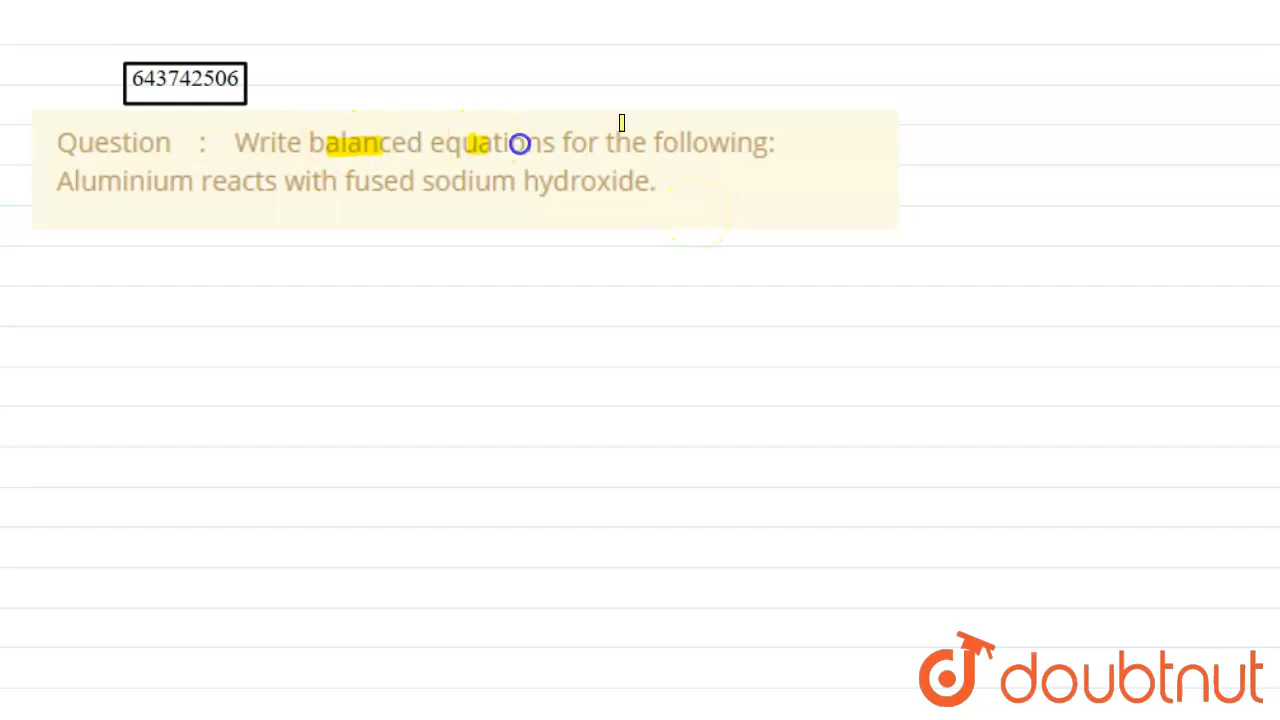 643742506
Question : Write balanced equations for the following:
Aluminium reacts with fused sodium hydroxide.
doubtnut